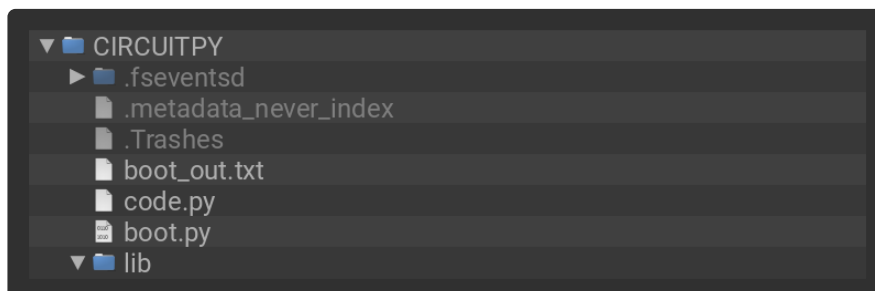 CIRCUITPY
.fseventsd
.metadata_never_index
.Trashes
boot_out.txt
code.py
boot.py
lib